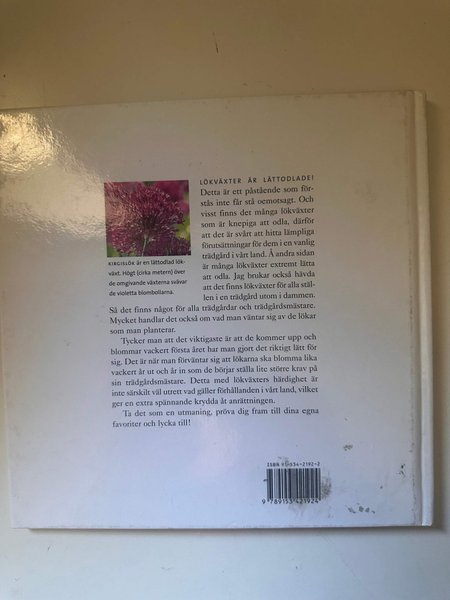 LÖKVÄXTER ÄR LÄTTODLADE!
Detta är ett påstående som för-
stås inte får stå oemotsagt. Och
visst finns det många lökväxter
som är knepiga att odla, därför
att det är svårt att hitta lämpliga
förutsättningar för dem i en vanlig
trädgård i vårt land. Å andra sidan
är många lökväxter extremt lätta
att odla. Jag brukar också hävda
att det finns lökväxter för alla stäl-
len i en trädgård utom i dammen.
KIRGISLÖK är en lättodlad lök-
växt. Högt (cirka metern) över
de omgivande växterna svävar
de violetta blombollarna.
Så det finns något för alla trädgårdar och trädgårdsmästare.
Mycket handlar det också om vad man väntar sig av de lökar
som man planterar.
Tycker man att det viktigaste är att de kommer upp och
blommar vackert första året har man gjort det riktigt lätt för
sig. Det är när man förväntar sig att lökarna ska blomma lika
vackert år ut och år in som de börjar ställa lite större krav på
sin trädgårdsmästare. Detta med lökväxters härdighet är
inte särskilt väl utrett vad gäller förhållanden i vårt land, vilket
ger en extra spännande krydda åt anrättningen.
Ta det som en utmaning, pröva dig fram till dina egna
favoriter och lycka till!
ISBN 91-534-2192-2
9 789153 421924